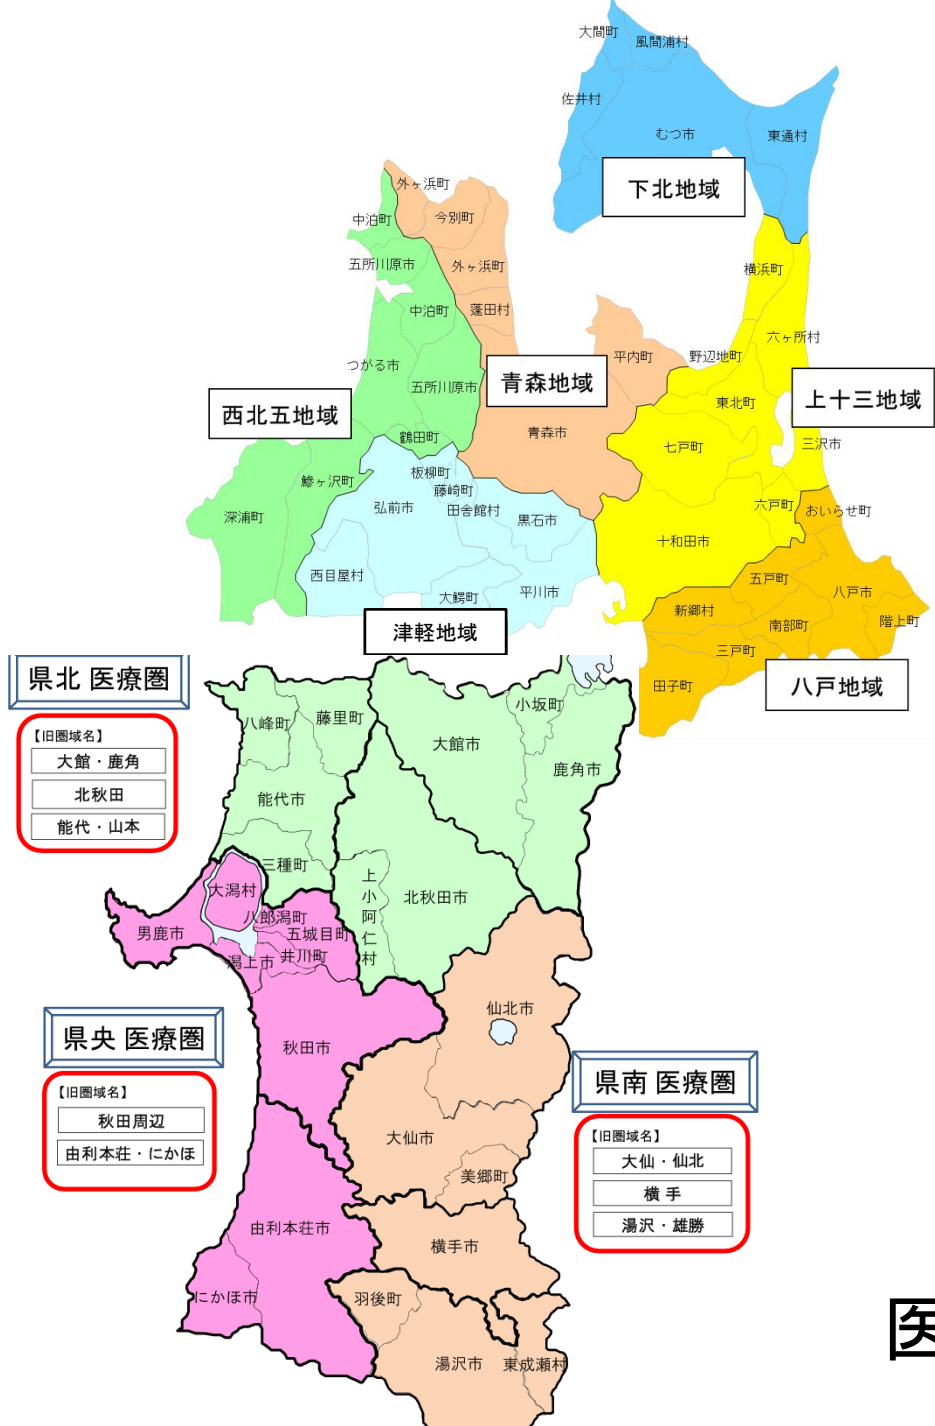 大間町
風間浦村
佐井村
むつ市
東通村
下北地域
外ヶ浜町
今別町
中泊町
五所川原市
外ヶ浜町
横浜町
中泊町
蓬田村
六ヶ所村
つがる市
平内町
野辺地町
五所川原市
青森地域
上十三地域
西北五地域
東北町
鶴田町
青森市
七戸町
三沢市
板柳町
鰺ヶ沢町
藤崎町
弘前市
田舎館村
黒石市
六戸町
おいらせ町
深浦町
十和田市
西目屋村
五戸町
大鰐町
平川市
八戸市
新郷村
南部町
階上町
津軽地域
三戸町
田子町
八戸地域
県北 医療圏
【旧圏域名】
大館・鹿角
北秋田
能代・山本
八峰町
藤里町
小坂町
大館市
鹿角市
能代市
三種町
大潟村
上小阿仁村
北秋田市
八郎潟町
男鹿市
五城目町
潟上市
井川町
仙北市
県央 医療圏
【旧圏域名】
秋田周辺
由利本荘・にかほ
秋田市
県南 医療圏
【旧圏域名】
大仙・仙北
横 手
湯沢・雄勝
大仙市
美郷町
由利本荘市
横手市
にかほ市
羽後町
湯沢市
東成瀬村
医